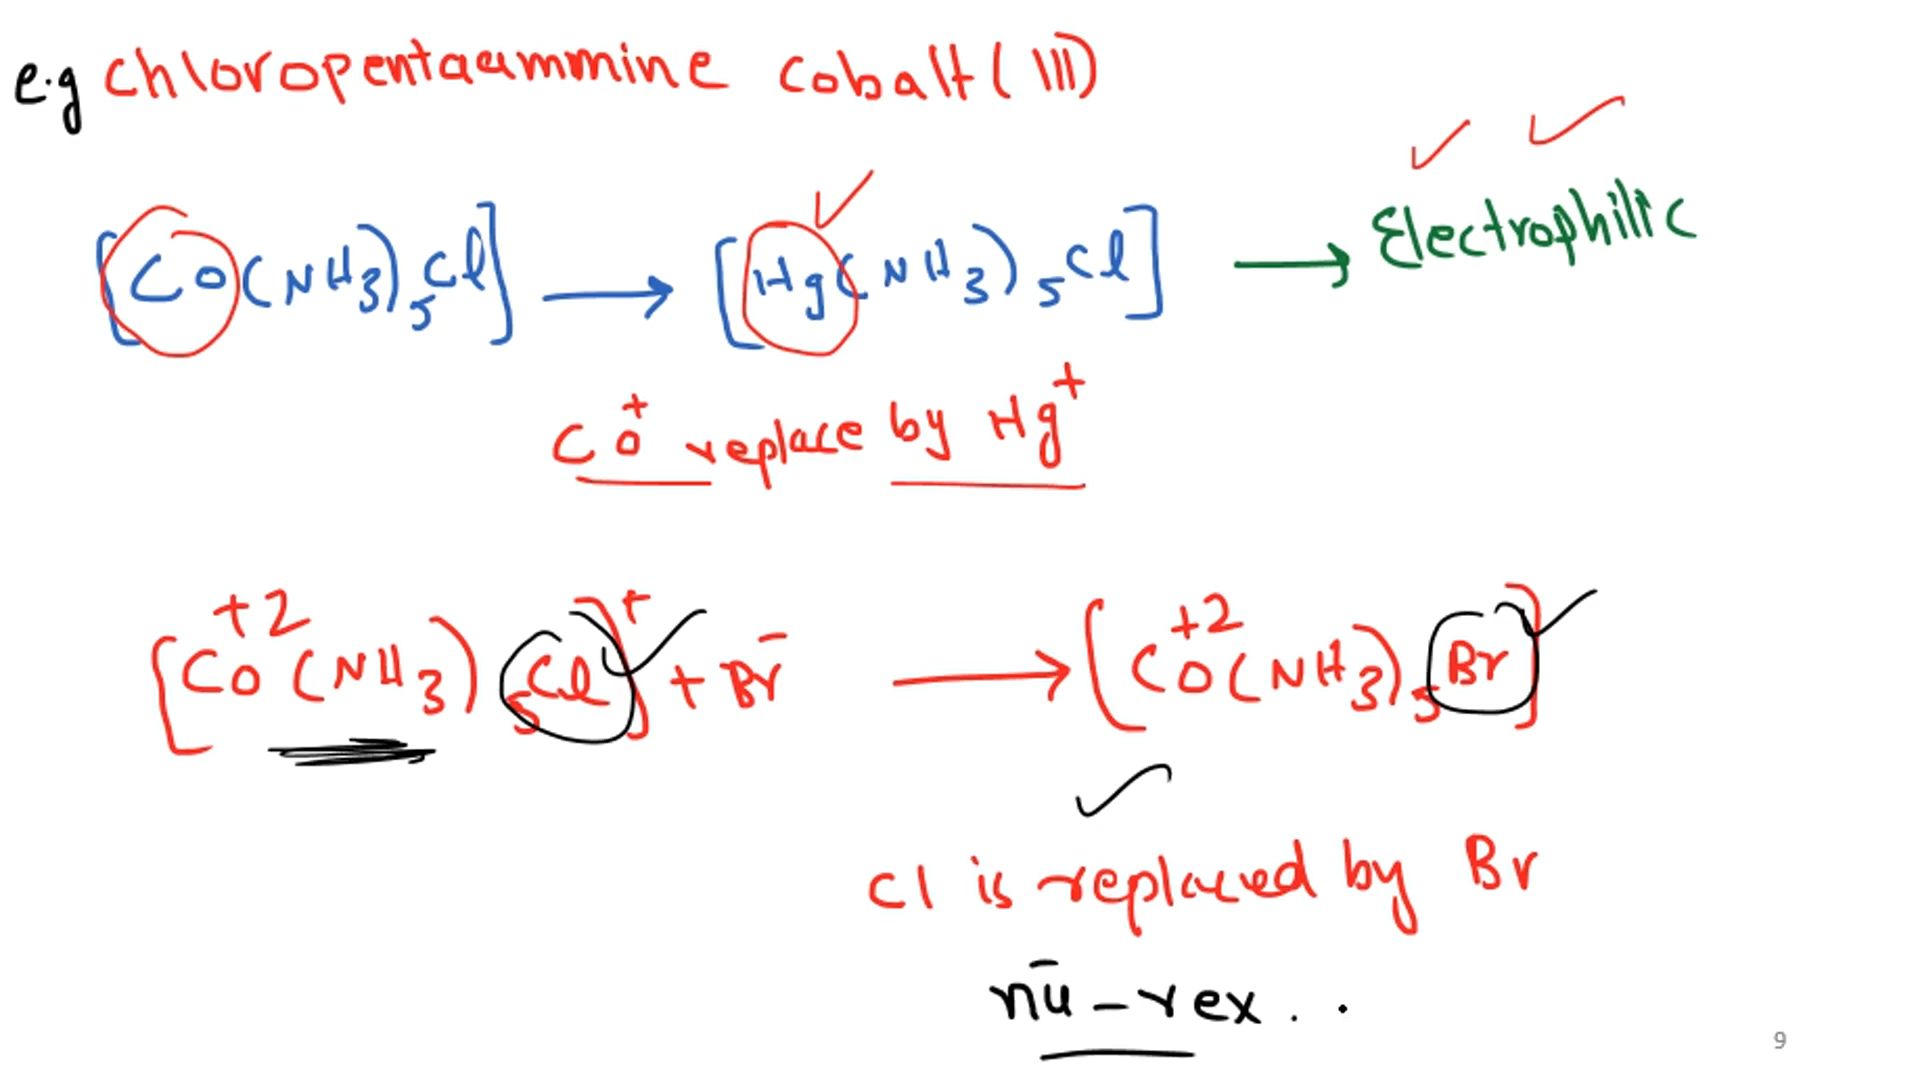 e.g chloropentaammine cobalt(III)
[Co(NH3)5Cl] → [Hg(NH3)5Cl] → Electrophilic
Co+ replace by Hg+
[Co+2(NH3)5Cl]+ + Br- → [Co+2(NH3)5Br]
Cl is replaced by Br
nu- - rex . .
9